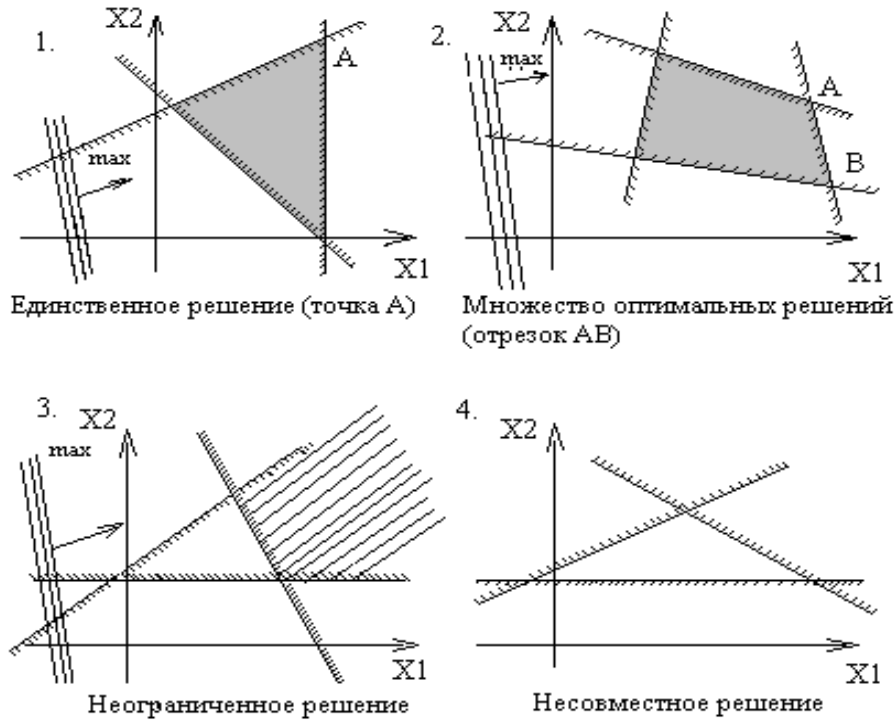 1.
X2
A
max
X1
Единственное решение (точка А)
2.
X2
max
A
B
X1
Множество оптимальных решений
(отрезок АВ)
3.
X2
max
X1
Неограниченное решение
4.
X2
X1
Несовместное решение